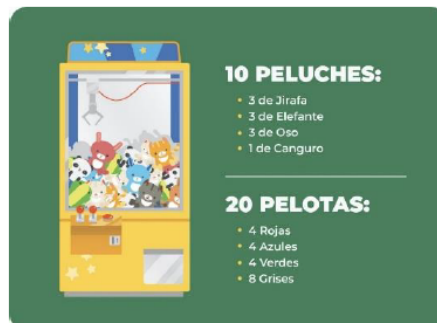 10 PELUCHES:
• 3 de Jirafa
• 3 de Elefante
• 3 de Oso
• 1 de Canguro
20 PELOTAS:
• 4 Rojas
• 4 Azules
• 4 Verdes
• 8 Grises